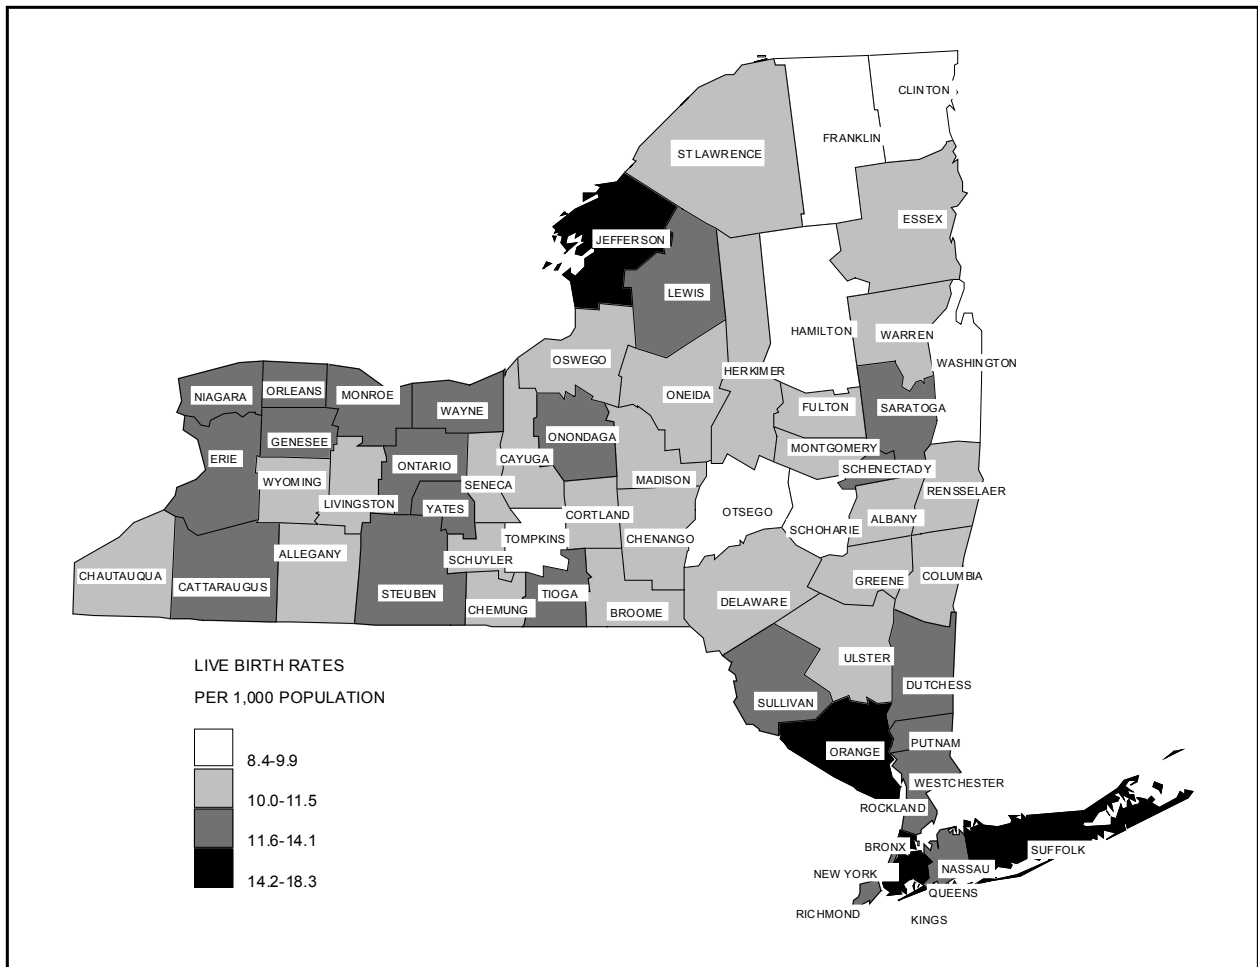 CLINTON
FRANKLIN
ST LAWRENCE
ESSEX
JEFFERSON
LEWIS
HAMILTON
WARREN
OSWEGO
WASHINGTON
HERKIMER
ONEIDA
ORLEANS
NIAGARA
MONROE
WAYNE
FULTON
SARATOGA
ONONDAGA
GENESEE
MONTGOMERY
ERIE
CAYUGA
ONTARIO
SCHENECTADY
WYOMING
SENECA
MADISON
RENSSELAER
LIVINGSTON
YATES
OTSEGO
CORTLAND
ALBANY
SCHOHARIE
TOMPKINS
CHENANGO
ALLEGANY
SCHUYLER
CHAUTAUQUA
COLUMBIA
GREENE
CATTARAUGUS
STEUBEN
TIOGA
DELAWARE
CHEMUNG
BROOME
ULSTER
LIVE BIRTH RATES
PER 1,000 POPULATION
DUTCHESS
SULLIVAN
PUTNAM
ORANGE
8.4-9.9
WESTCHESTER
10.0-11.5
ROCKLAND
11.6-14.1
BRONX
SUFFOLK
NASSAU
NEW YORK
14.2-18.3
QUEENS
RICHMOND
KINGS